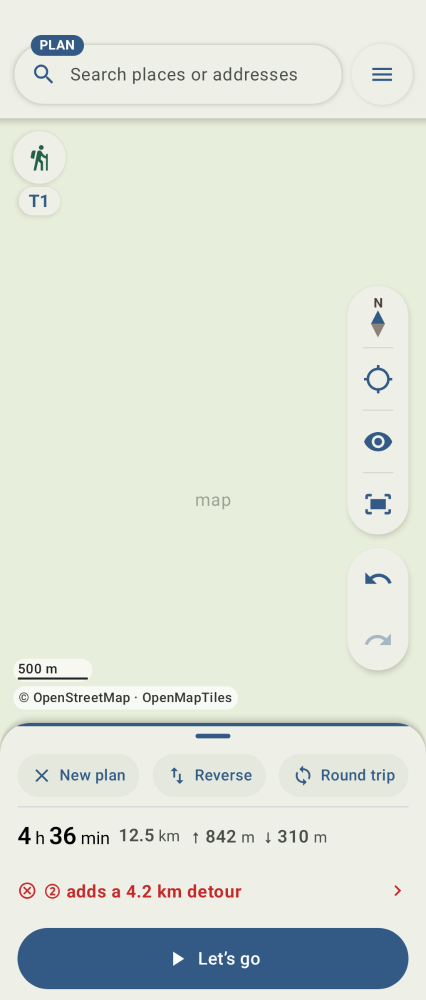 PLAN
Search places or addresses
T1
N
map
500 m
© OpenStreetMap · OpenMapTiles
New plan
Reverse
Round trip
4 h 36 min 12.5 km ↑ 842 m ↓ 310 m
② adds a 4.2 km detour
Let’s go